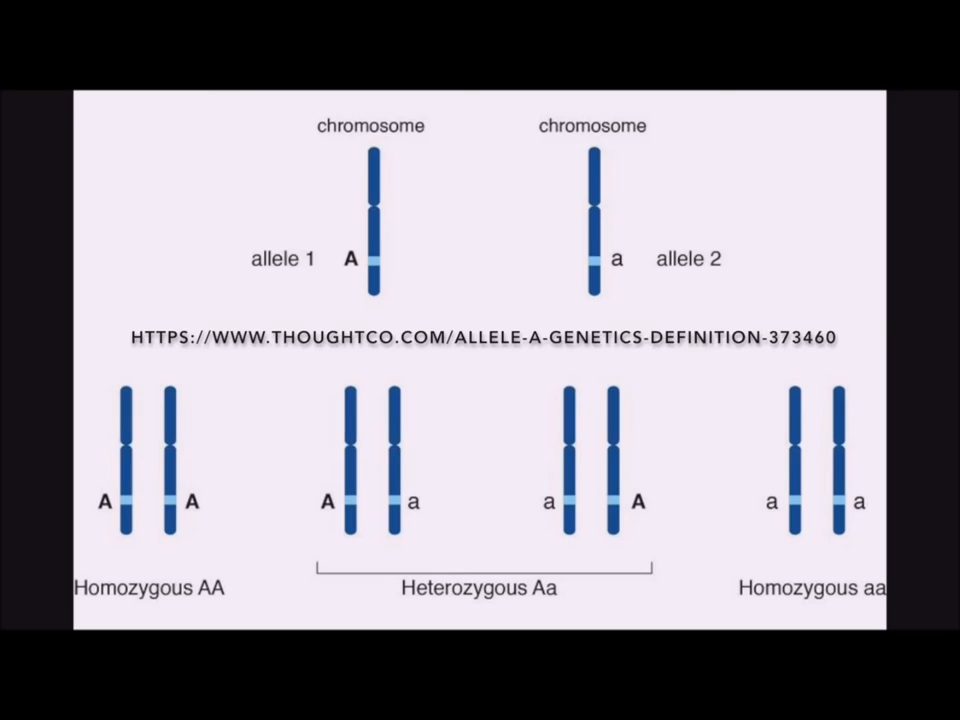 chromosome chromosome
allele 1 A a allele 2
HTTPS://WWW.THOUGHTCO.COM/ALLELE-A-GENETICS-DEFINITION-373460
A A A a a A a a
Homozygous AA Heterozygous Aa Homozygous aa